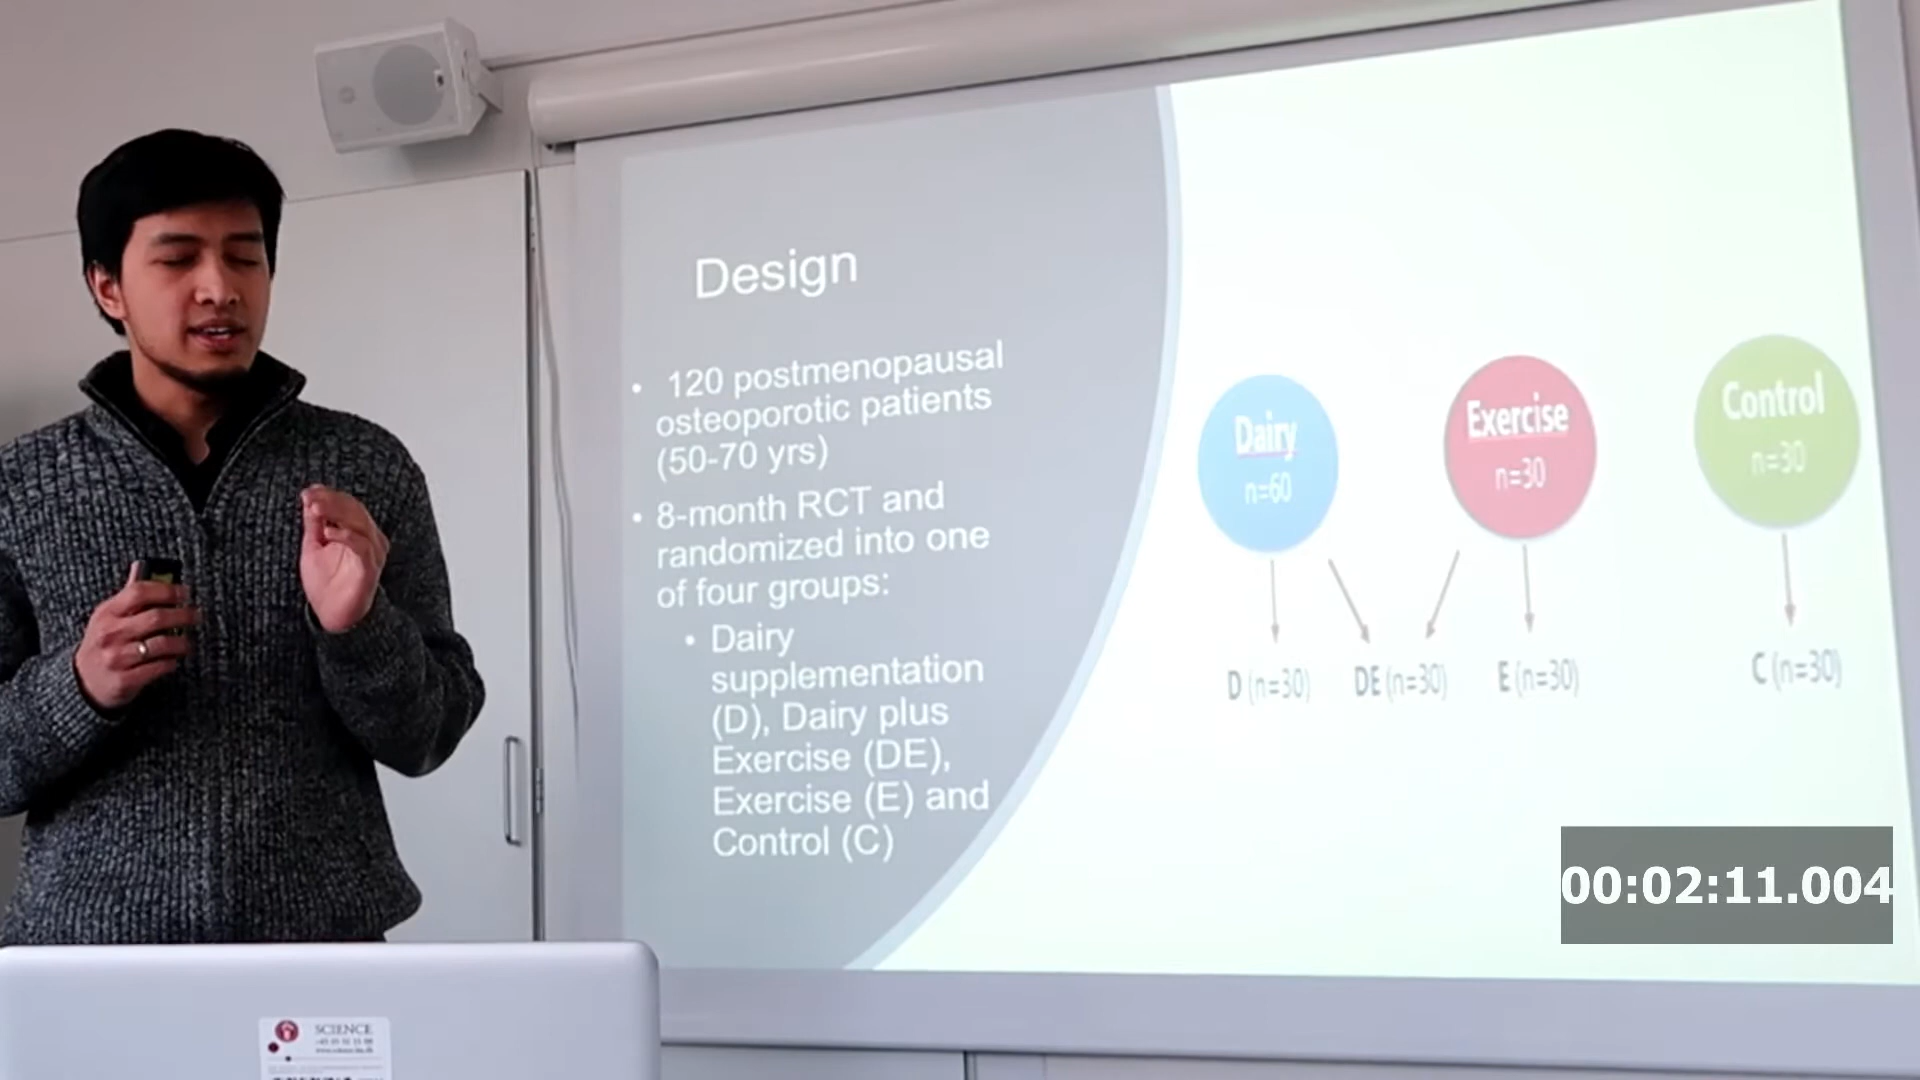 Design
• 120 postmenopausal
osteoporotic patients
(50-70 yrs)
• 8-month RCT and
randomized into one
of four groups:
• Dairy
supplementation
(D), Dairy plus
Exercise (DE),
Exercise (E) and
Control (C)
Dairy
n=60
Exercise
n=30
Control
n=30
D (n=30)
DE (n=30)
E (n=30)
C (n=30)
00:02:11.004
SCIENCE